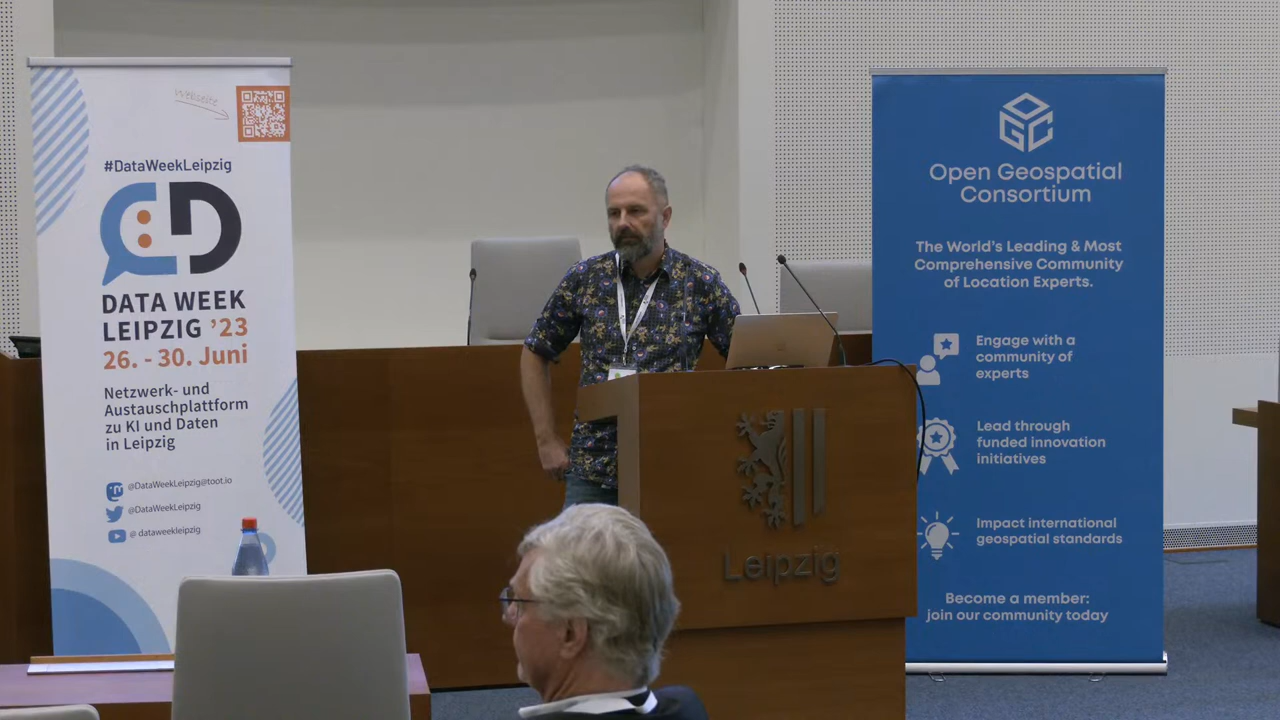 Webseite
#DataWeekLeipzig
DATA WEEK
LEIPZIG ’23
26. - 30. Juni
Netzwerk- und
Austauschplattform
zu KI und Daten
in Leipzig
@DataWeekLeipzig@toot.io
@DataWeekLeipzig
@ dataweekleipzig
Leipzig
OGC
Open Geospatial
Consortium
The World's Leading & Most
Comprehensive Community
of Location Experts.
Engage with a
community of
experts
Lead through
funded innovation
initiatives
Impact international
geospatial standards
Become a member:
join our community today